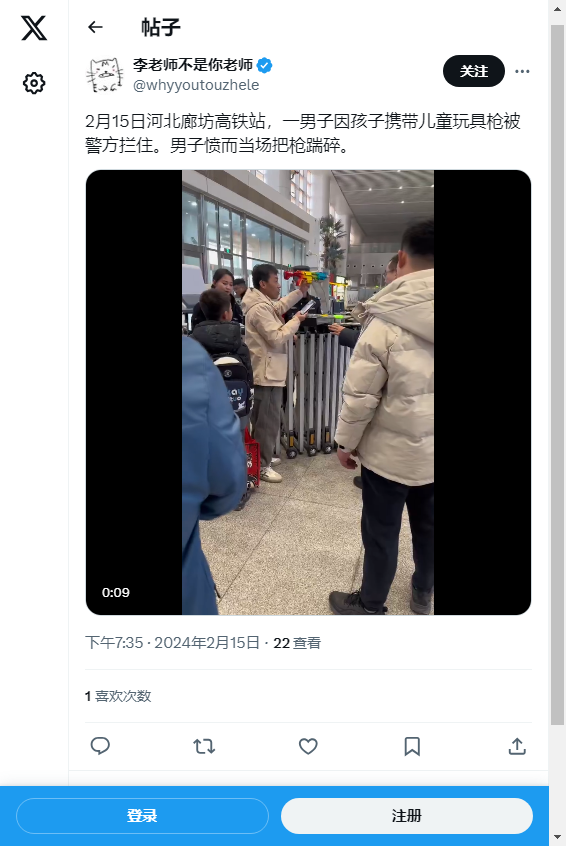 帖子
李老师不是你老师
@whyyoutouzhele
关注
2月15日河北廊坊高铁站，一男子因孩子携带儿童玩具枪被
警方拦住。男子愤而当场把枪踹碎。
0:09
下午7:35 · 2024年2月15日 · 22 查看
1 喜欢次数
登录
注册